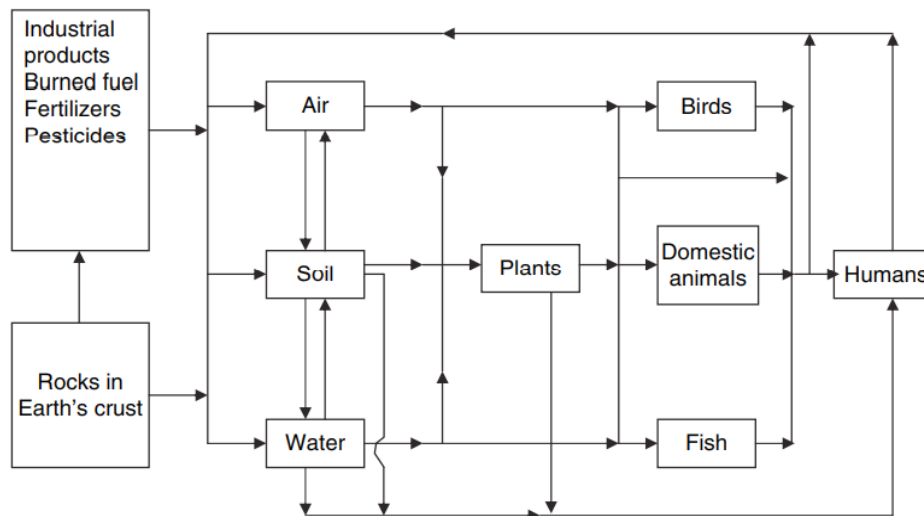 Industrial
products
Burned fuel
Fertilizers
Pesticides
Air
Birds
Soil
Plants
Domestic
animals
Humans
Rocks in
Earth's crust
Water
Fish